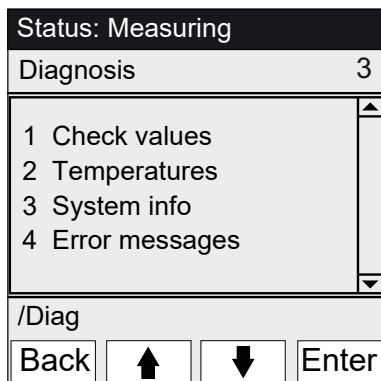 Status: Measuring
Diagnosis 3
1 Check values
2 Temperatures
3 System info
4 Error messages
/Diag
Back Enter